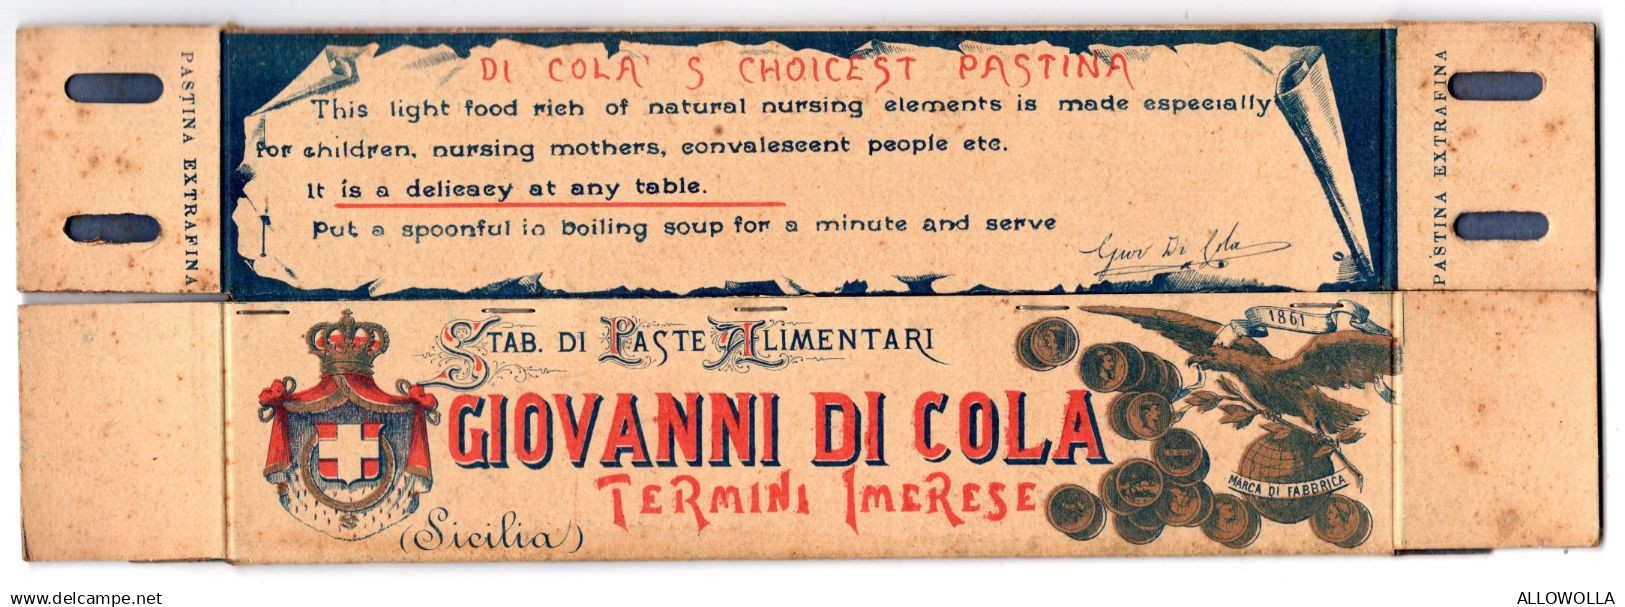 DI COLA'S CHOICEST PASTINA
This light food rich of natural nursing elements is made especially
for children, nursing mothers, convalescent people etc.
It is a delicacy at any table.
Put a spoonful in boiling soup for a minute and serve
Giov Di Cola
PASTINA EXTRAFINA
PASTINA EXTRAFINA
STAB. DI PASTE ALIMENTARI
GIOVANNI DI COLA
TERMINI IMERESE
(Sicilia)
1861
MARCA DI FABBRICA
www.delcampe.net
ALLOWOLLA